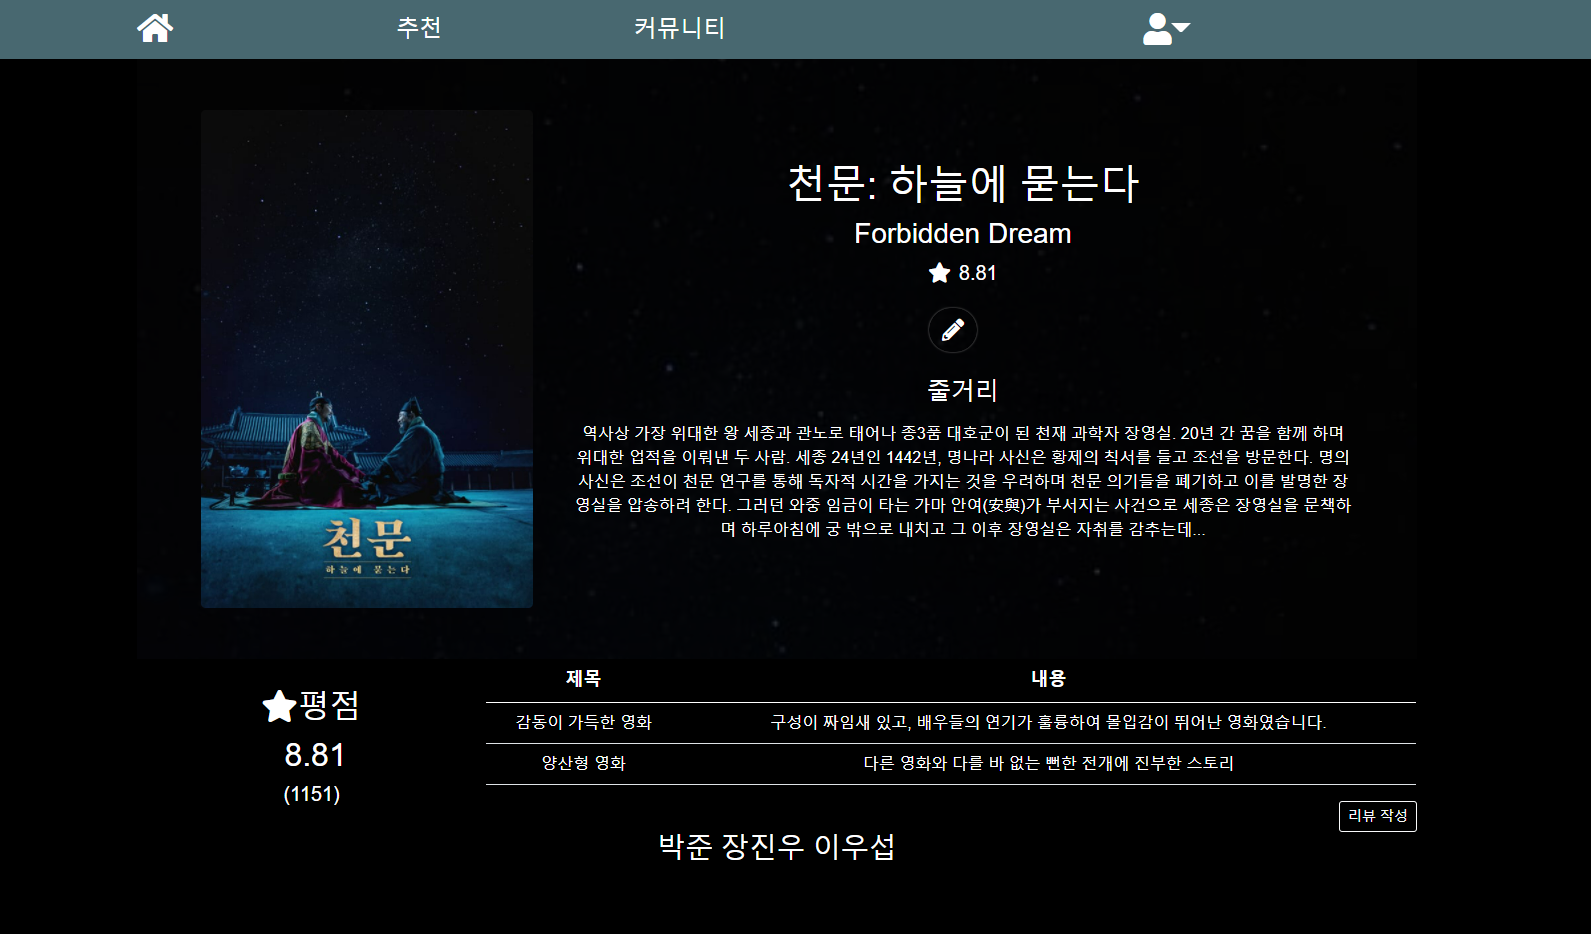 추천
커뮤니티
천문: 하늘에 묻는다
Forbidden Dream
8.81
줄거리
역사상 가장 위대한 왕 세종과 관노로 태어나 종3품 대호군이 된 천재 과학자 장영실. 20년 간 꿈을 함께 하며
위대한 업적을 이뤄낸 두 사람. 세종 24년인 1442년, 명나라 사신은 황제의 칙서를 들고 조선을 방문한다. 명의
사신은 조선이 천문 연구를 통해 독자적 시간을 가지는 것을 우려하며 천문 의기들을 폐기하고 이를 발명한 장
영실을 압송하려 한다. 그러던 와중 임금이 타는 가마 안여(安與)가 부서지는 사건으로 세종은 장영실을 문책하
며 하루아침에 궁 밖으로 내치고 그 이후 장영실은 자취를 감추는데...
천문
하늘에 묻는다
평점
8.81
(1151)
제목 내용
감동이 가득한 영화 구성이 짜임새 있고, 배우들의 연기가 훌륭하여 몰입감이 뛰어난 영화였습니다.
양산형 영화 다른 영화와 다를 바 없는 뻔한 전개에 진부한 스토리
리뷰 작성
박준 장진우 이우섭